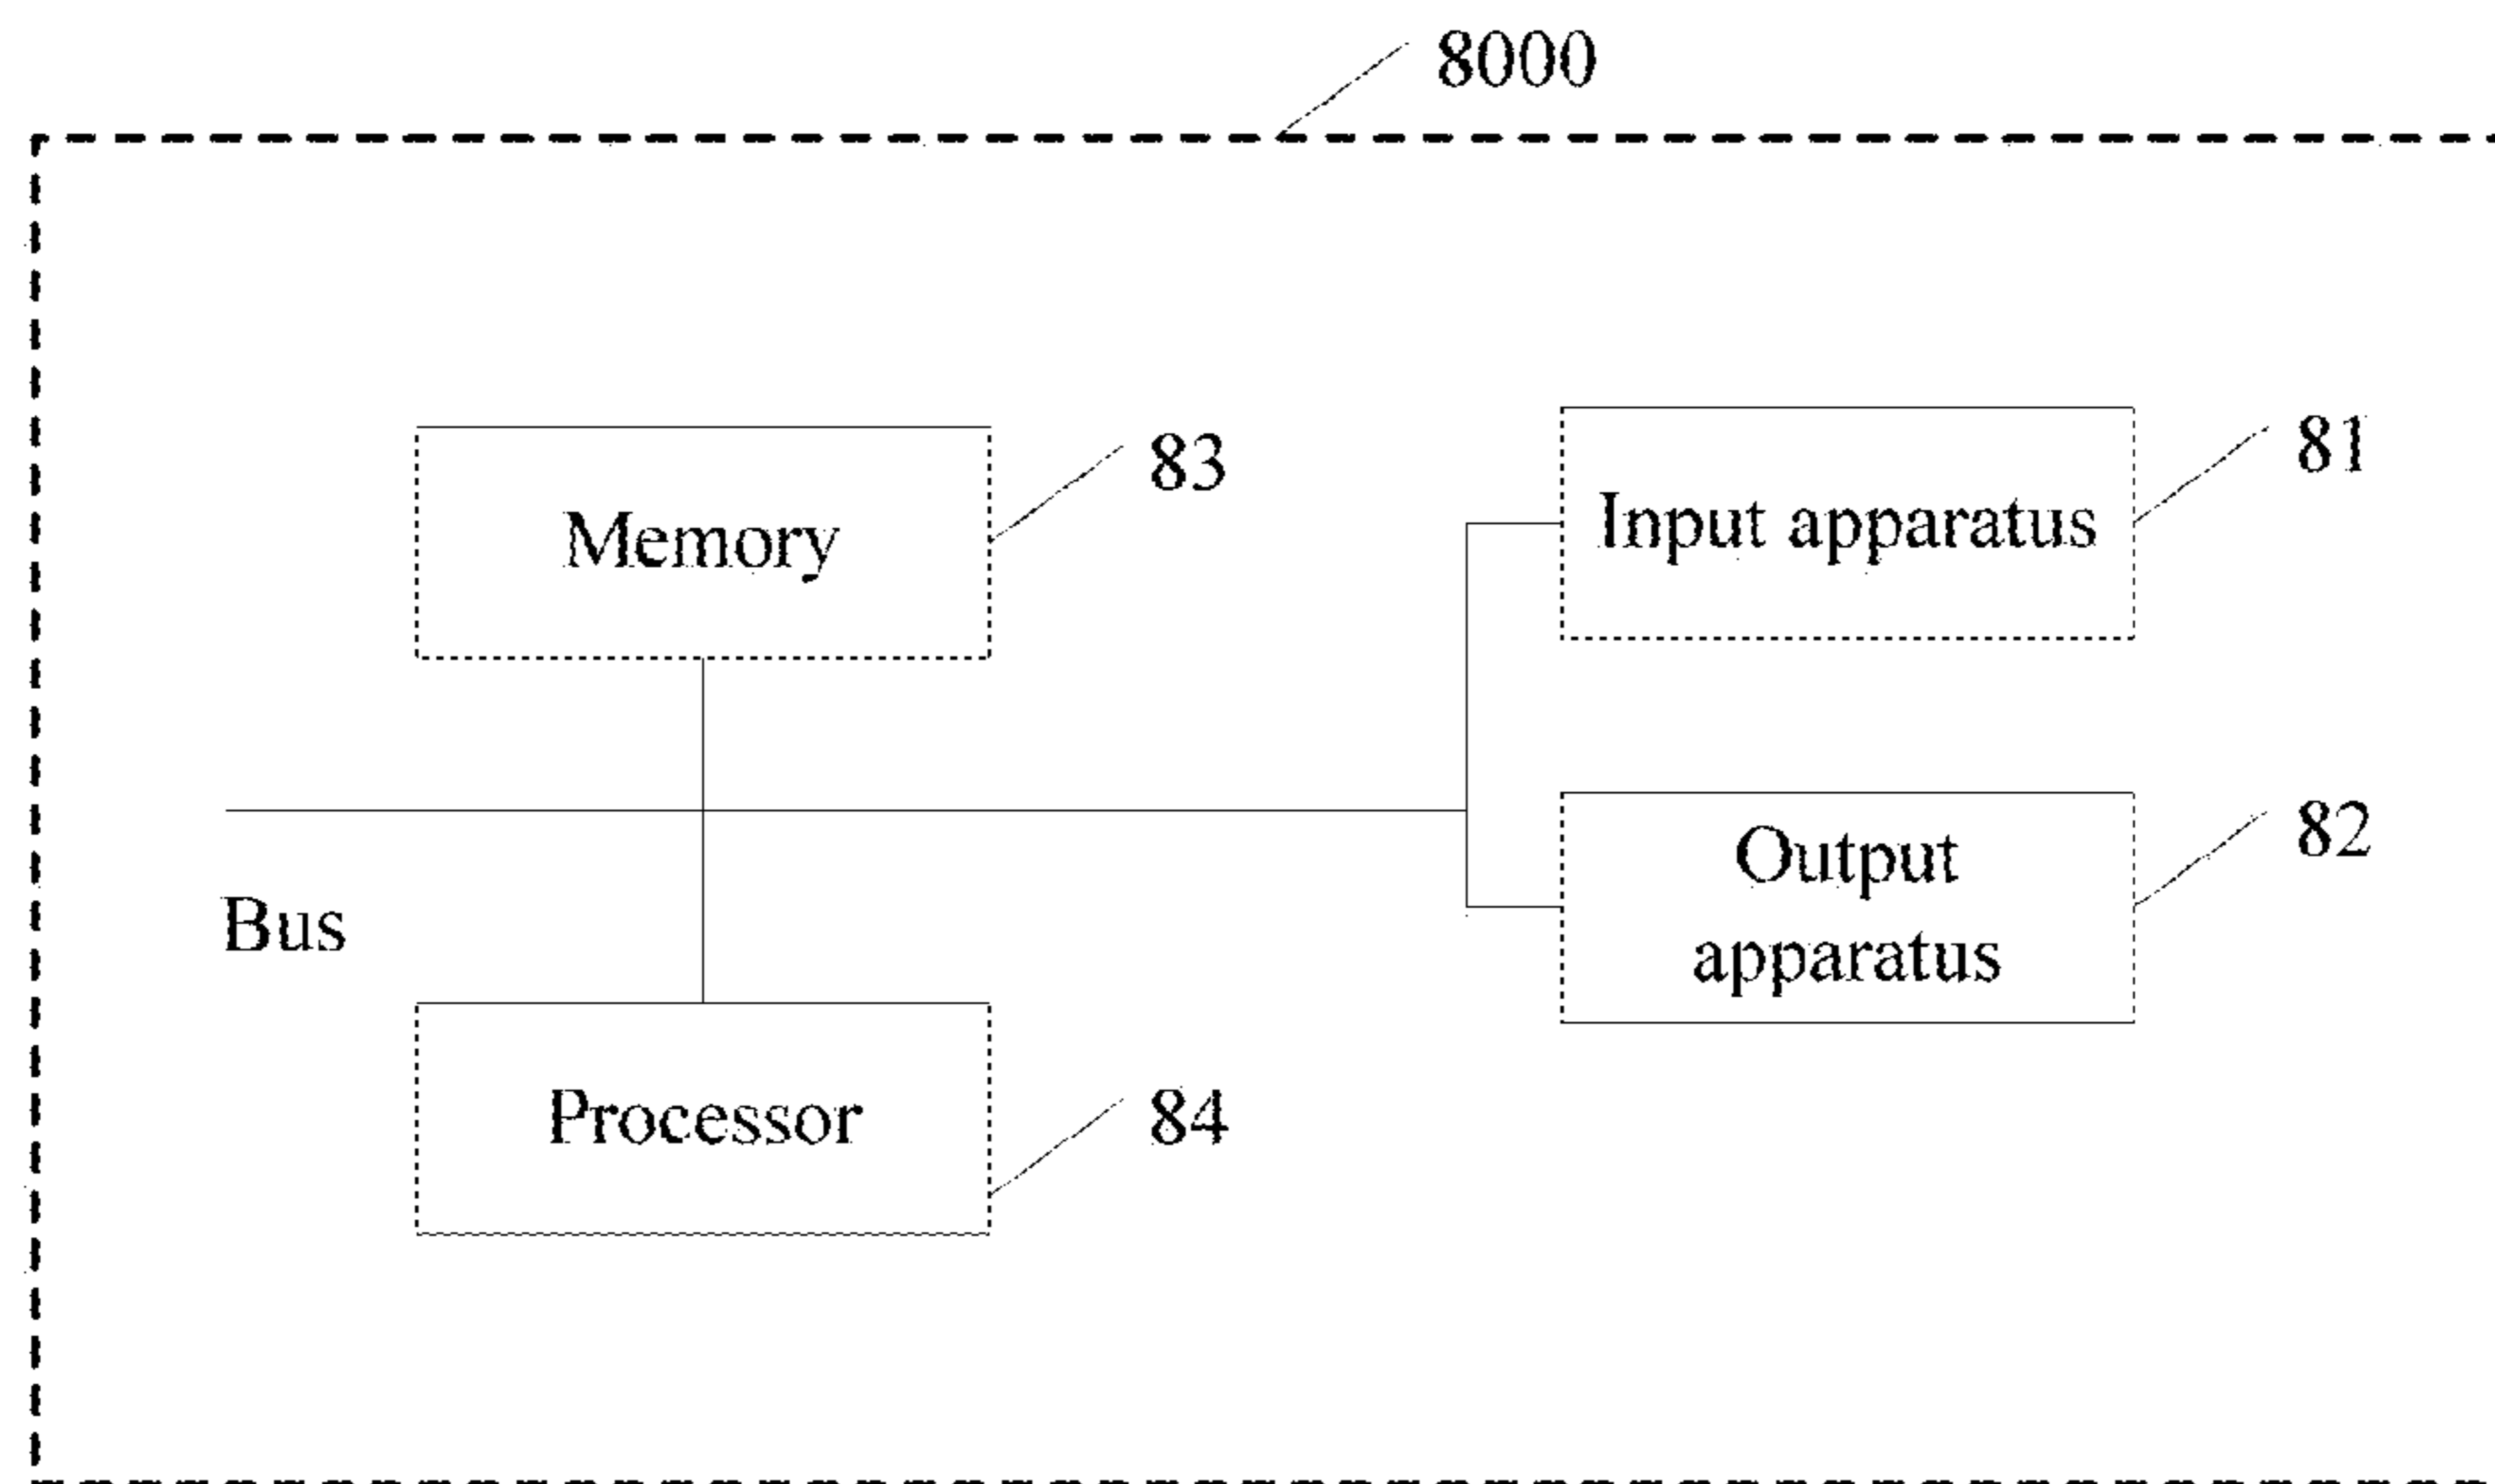 8000
83
Memory
81
Input apparatus
82
Output
apparatus
Bus
84
Processor